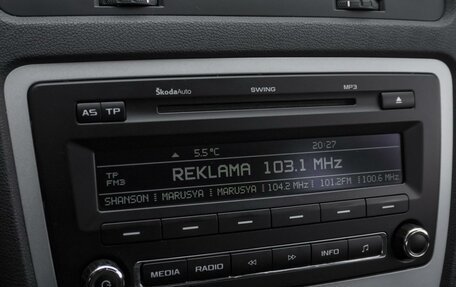 ŠkodaAuto SWING MP3
AS TP
5.5 °C 20:27
TP
FM3
REKLAMA 103.1 MHz
SHANSON | MARUSYA | MARUSYA | 104.2 MHz | 101.2FM | 100.6 MHz
MEDIA RADIO INFO